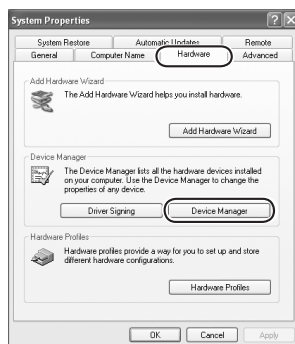 System Properties
System Restore Automatic Updates Remote
General Computer Name Hardware Advanced
Add Hardware Wizard
The Add Hardware Wizard helps you install hardware.
Add Hardware Wizard
Device Manager
The Device Manager lists all the hardware devices installed
on your computer. Use the Device Manager to change the
properties of any device.
Driver Signing Device Manager
Hardware Profiles
Hardware profiles provide a way for you to set up and store
different hardware configurations.
Hardware Profiles
OK Cancel Apply